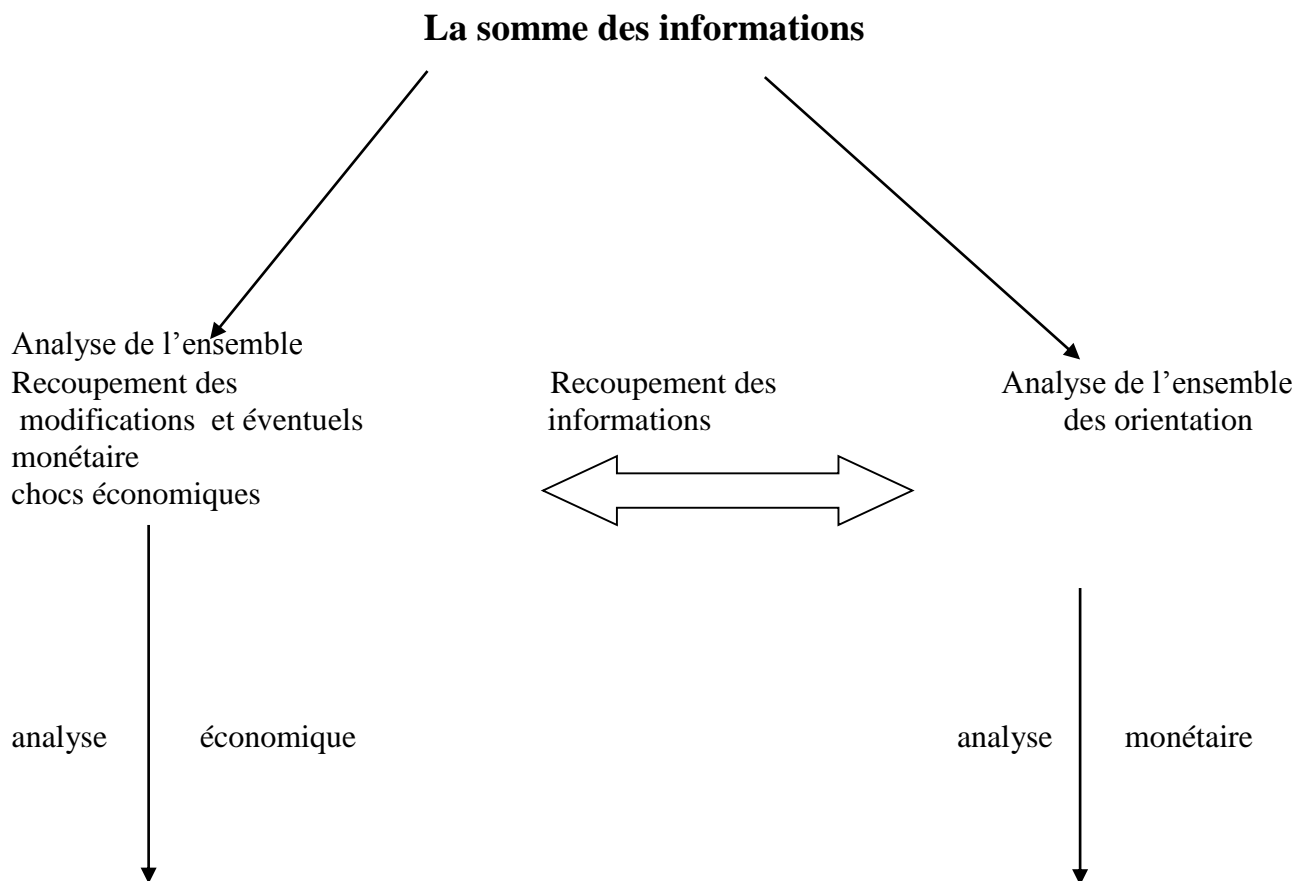 La somme des informations
Analyse de l’ensemble
Recoupement des
modifications et éventuels
monétaire
chocs économiques
Recoupement des
informations
Analyse de l’ensemble
des orientation
analyse économique
analyse monétaire